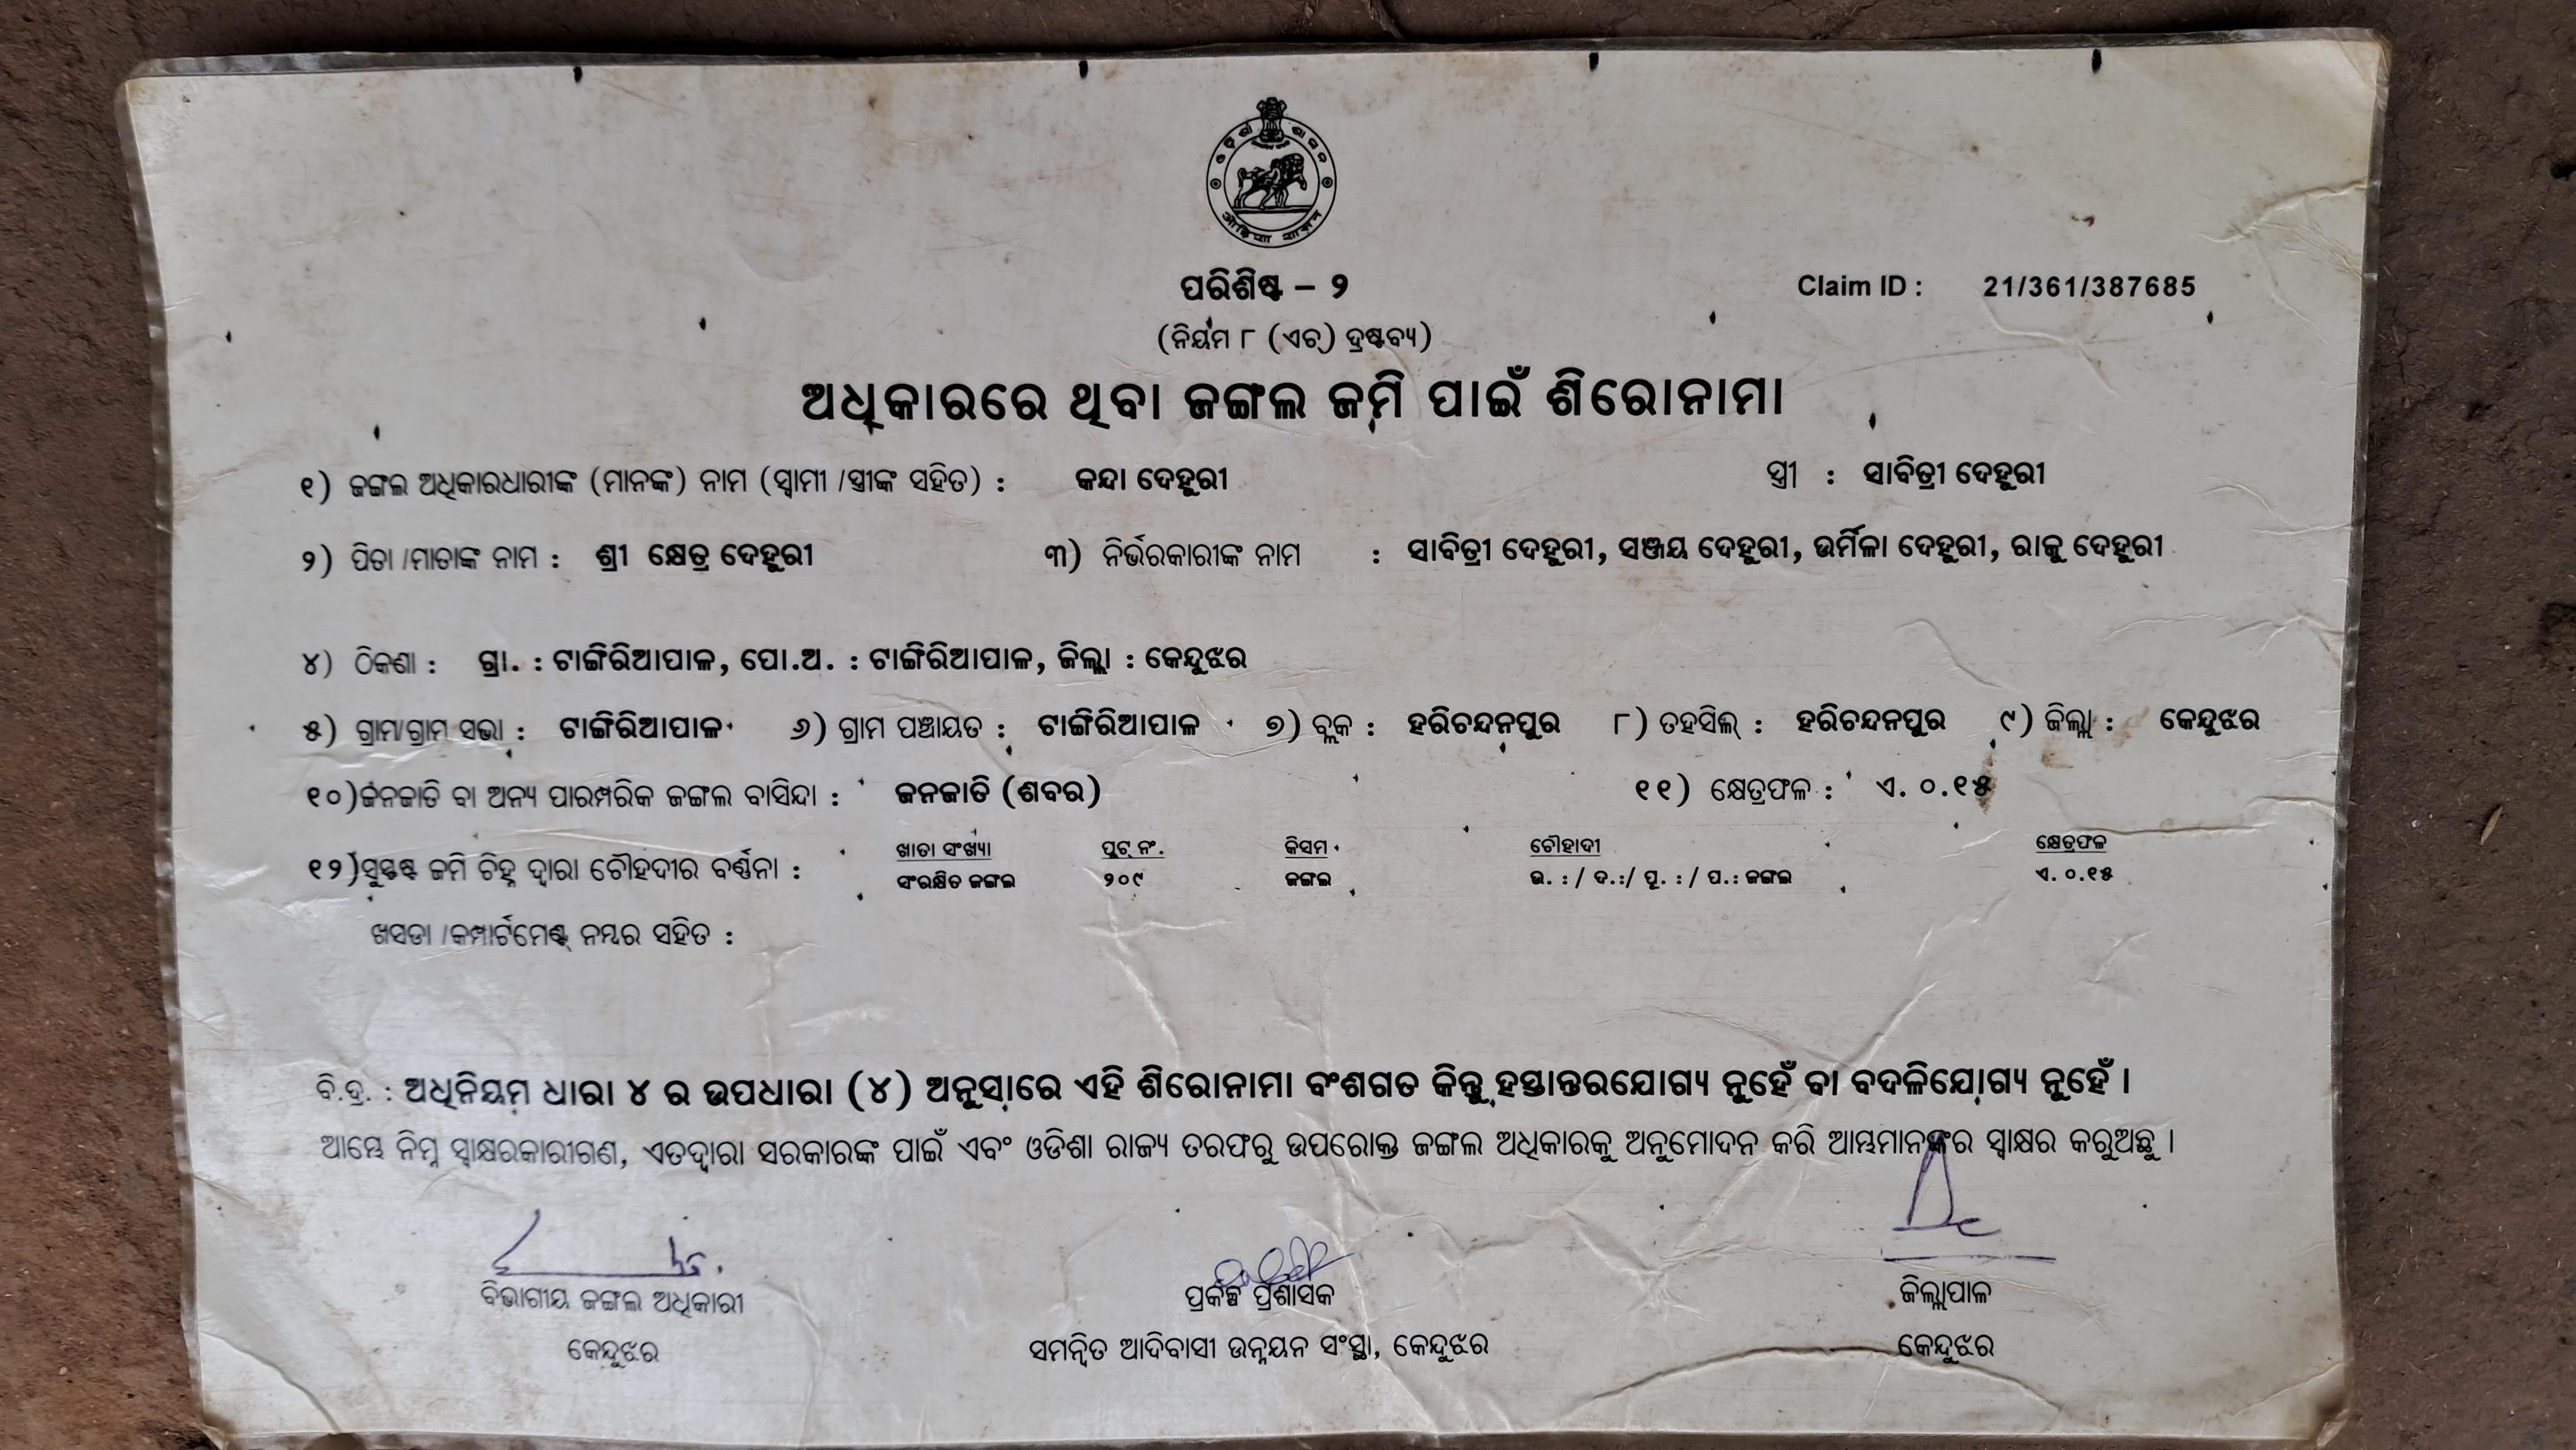 ଓଡ଼ିଶା ଶାସନ
ओड़िशा शासन
ପରିଶିଷ୍ଟ – ୨
Claim ID : 21/361/387685
(ନିୟମ ୮ (ଏଚ୍) ଦ୍ରଷ୍ଟବ୍ୟ)
ଅଧିକାରରେ ଥିବା ଜଙ୍ଗଲ ଜମି ପାଇଁ ଶିରୋନାମା
୧) ଜଙ୍ଗଲ ଅଧିକାରଧାରୀଙ୍କ (ମାନଙ୍କ) ନାମ (ସ୍ୱାମୀ /ସ୍ତ୍ରୀଙ୍କ ସହିତ) : କନ୍ଦା ଦେହୁରୀ ସ୍ତ୍ରୀ : ସାବିତ୍ରୀ ଦେହୁରୀ
୨) ପିତା /ମାତାଙ୍କ ନାମ : ଶ୍ରୀ କ୍ଷେତ୍ର ଦେହୁରୀ ୩) ନିର୍ଭରକାରୀଙ୍କ ନାମ : ସାବିତ୍ରୀ ଦେହୁରୀ, ସଞ୍ଜୟ ଦେହୁରୀ, ଉର୍ମିଳା ଦେହୁରୀ, ରାଜୁ ଦେହୁରୀ
୪) ଠିକଣା : ଗ୍ରା. : ଟାଙ୍ଗିରିଆପାଳ, ପୋ.ଅ. : ଟାଙ୍ଗିରିଆପାଳ, ଜିଲ୍ଲା : କେନ୍ଦୁଝର
୫) ଗ୍ରାମ/ଗ୍ରାମ ସଭା : ଟାଙ୍ଗିରିଆପାଳ ୬) ଗ୍ରାମ ପଞ୍ଚାୟତ : ଟାଙ୍ଗିରିଆପାଳ ୭) ବ୍ଲକ : ହରିଚନ୍ଦନପୁର ୮) ତହସିଲ୍ : ହରିଚନ୍ଦନପୁର ୯) ଜିଲ୍ଲା : କେନ୍ଦୁଝର
୧୦)ଜନଜାତି ବା ଅନ୍ୟ ପାରମ୍ପରିକ ଜଙ୍ଗଲ ବାସିନ୍ଦା : ଜନଜାତି (ଶବର) ୧୧) କ୍ଷେତ୍ରଫଳ : ଏ. ୦.୧୫
୧୨)ସୁସ୍ପଷ୍ଟ ଜମି ଚିହ୍ନ ଦ୍ୱାରା ଚୌହଦୀର ବର୍ଣ୍ଣନା : ଖାତା ସଂଖ୍ୟା ପ୍ଲଟ୍ ନଂ. କିସମ ଚୌହାଦୀ କ୍ଷେତ୍ରଫଳ
ସଂରକ୍ଷିତ ଜଙ୍ଗଲ ୨୦୯ ଜଙ୍ଗଲ ଉ. : / ଦ.:/ ପୂ. : / ପ.: ଜଙ୍ଗଲ ଏ. ୦.୧୫
ଖସଡା /କମ୍ପାର୍ଟମେଣ୍ଟ୍ ନମ୍ବର ସହିତ :
ବି.ଦ୍ର. : ଅଧିନିୟମ ଧାରା ୪ ର ଉପଧାରା (୪) ଅନୁସାରେ ଏହି ଶିରୋନାମା ବଂଶଗତ କିନ୍ତୁ ହସ୍ତାନ୍ତରଯୋଗ୍ୟ ନୁହେଁ ବା ବଦଳିଯୋଗ୍ୟ ନୁହେଁ ।
ଆମ୍ଭେ ନିମ୍ନ ସ୍ୱାକ୍ଷରକାରୀଗଣ, ଏତଦ୍ୱାରା ସରକାରଙ୍କ ପାଇଁ ଏବଂ ଓଡିଶା ରାଜ୍ୟ ତରଫରୁ ଉପରୋକ୍ତ ଜଙ୍ଗଲ ଅଧିକାରକୁ ଅନୁମୋଦନ କରି ଆମ୍ଭମାନଙ୍କର ସ୍ୱାକ୍ଷର କରୁଅଛୁ ।
ବିଭାଗୀୟ ଜଙ୍ଗଲ ଅଧିକାରୀ ପ୍ରକଳ୍ପ ପ୍ରଶାସକ ଜିଲ୍ଲାପାଳ
କେନ୍ଦୁଝର ସମନ୍ୱିତ ଆଦିବାସୀ ଉନ୍ନୟନ ସଂସ୍ଥା, କେନ୍ଦୁଝର କେନ୍ଦୁଝର